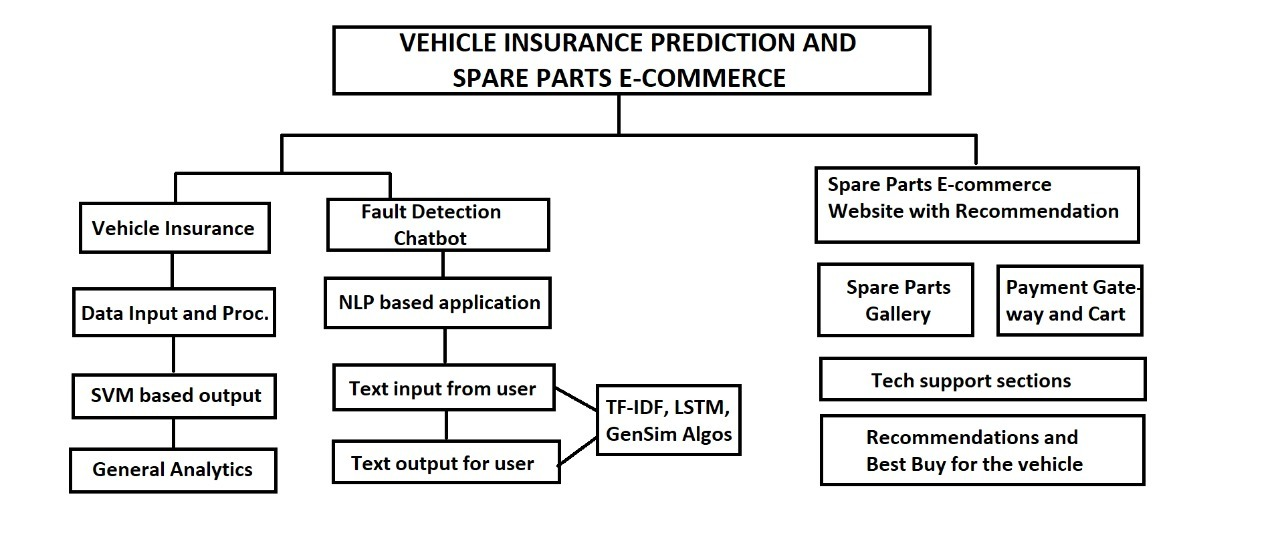 VEHICLE INSURANCE PREDICTION AND
SPARE PARTS E-COMMERCE
Vehicle Insurance
Data Input and Proc.
SVM based output
General Analytics
Fault Detection
Chatbot
NLP based application
Text input from user
Text output for user
TF-IDF, LSTM,
GenSim Algos
Spare Parts E-commerce
Website with Recommendation
Spare Parts
Gallery
Payment Gate-
way and Cart
Tech support sections
Recommendations and
Best Buy for the vehicle